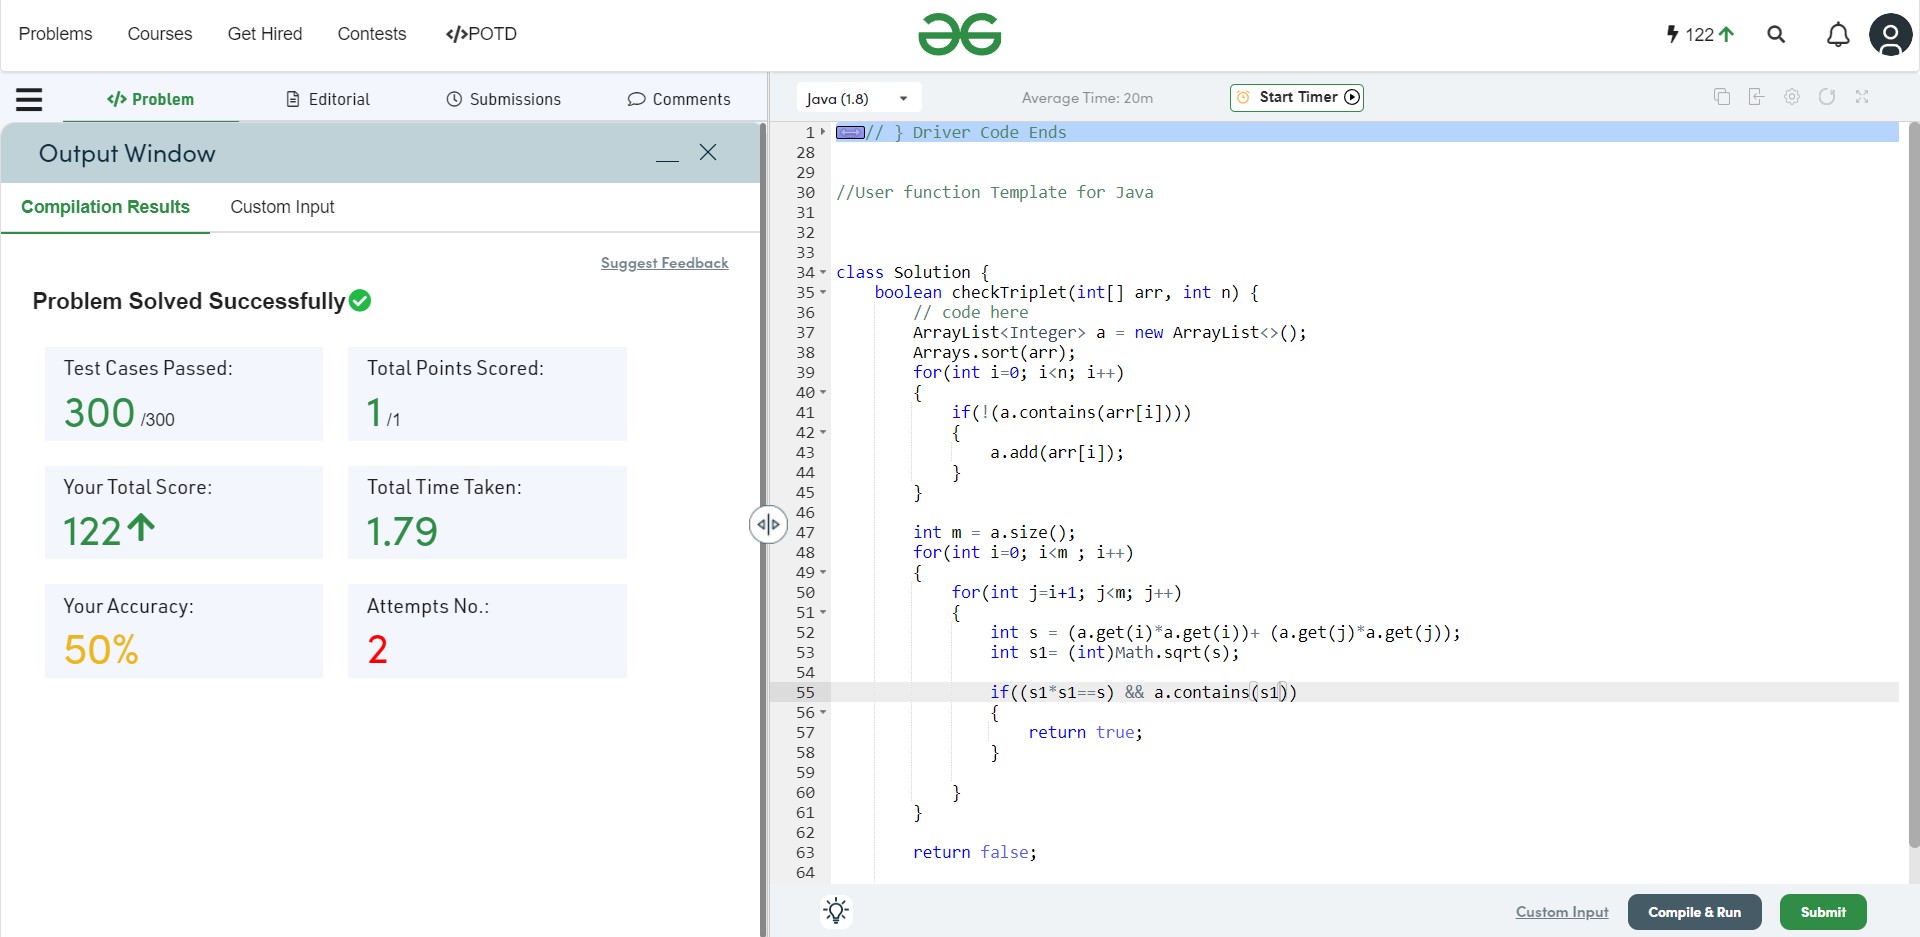 Problems Courses Get Hired Contests </>POTD
122
</> Problem Editorial Submissions Comments
Output Window
Compilation Results Custom Input
Suggest Feedback
Problem Solved Successfully
Test Cases Passed:
300 /300
Total Points Scored:
1 /1
Your Total Score:
122
Total Time Taken:
1.79
Your Accuracy:
50%
Attempts No.:
2
Java (1.8) Average Time: 20m Start Timer
1 // } Driver Code Ends
28
29
30 //User function Template for Java
31
32
33
34 class Solution {
35 boolean checkTriplet(int[] arr, int n) {
36 // code here
37 ArrayList<Integer> a = new ArrayList<>();
38 Arrays.sort(arr);
39 for(int i=0; i<n; i++)
40 {
41 if(!(a.contains(arr[i])))
42 {
43 a.add(arr[i]);
44 }
45 }
46
47 int m = a.size();
48 for(int i=0; i<m ; i++)
49 {
50 for(int j=i+1; j<m; j++)
51 {
52 int s = (a.get(i)*a.get(i))+ (a.get(j)*a.get(j));
53 int s1= (int)Math.sqrt(s);
54
55 if((s1*s1==s) && a.contains(s1))
56 {
57 return true;
58 }
59
60 }
61 }
62
63 return false;
64
Custom Input Compile & Run Submit